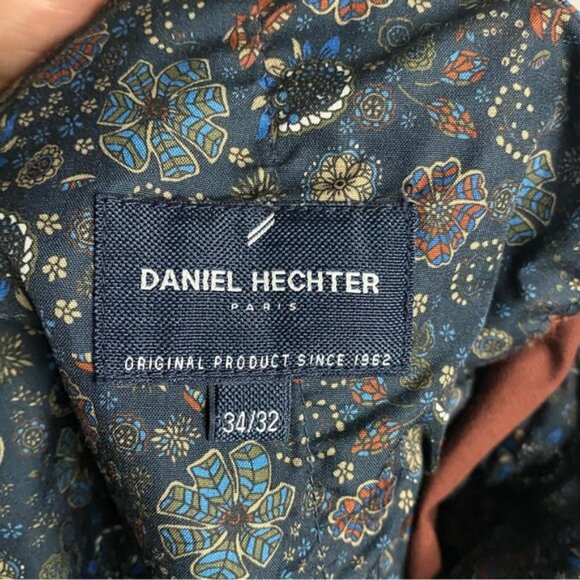 DANIEL HECHTER
PARIS
ORIGINAL PRODUCT SINCE 1962
34/32